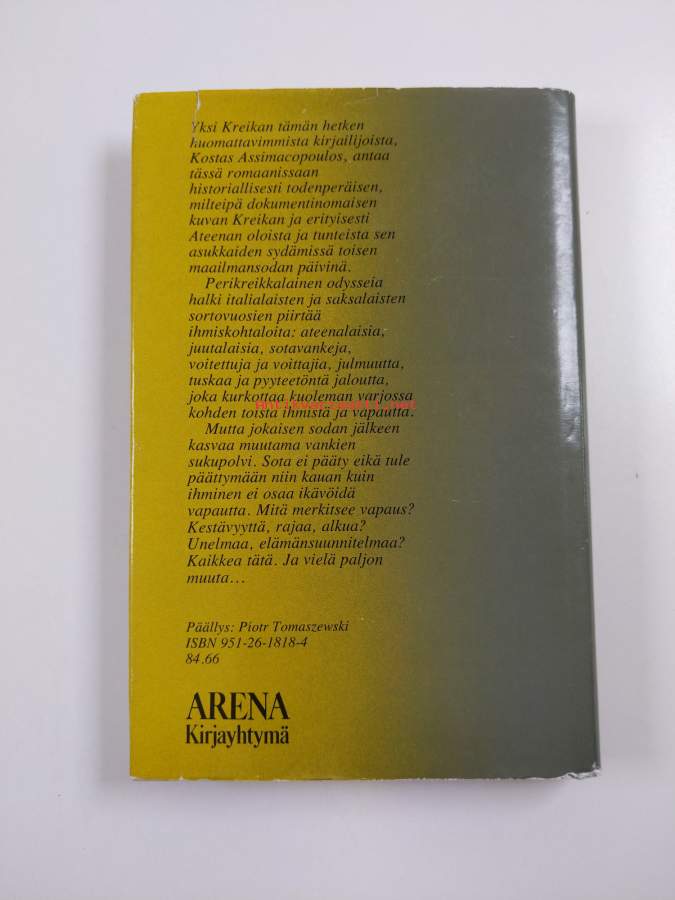 Yksi Kreikan tämän hetken
huomattavimmista kirjailijoista,
Kostas Assimacopoulos, antaa
tässä romaanissaan
historiallisesti todenperäisen,
milteipä dokumentinomaisen
kuvan Kreikan ja erityisesti
Ateenan oloista ja tunteista sen
asukkaiden sydämissä toisen
maailmansodan päivinä.
Perikreikkalainen odysseia
halki italialaisten ja saksalaisten
sortovuosien piirtää
ihmiskohtaloita: ateenalaisia,
juutalaisia, sotavankeja,
voitettuja ja voittajia, julmuutta,
tuskaa ja pyyteetöntä jaloutta,
joka kurkottaa kuoleman varjossa
kohden toista ihmistä ja vapautta.
Mutta jokaisen sodan jälkeen
kasvaa muutama vankien
sukupolvi. Sota ei pääty eikä tule
päättymään niin kauan kuin
ihminen ei osaa ikävöidä
vapautta. Mitä merkitsee vapaus?
Kestävyyttä, rajaa, alkua?
Unelmaa, elämänsuunnitelmaa?
Kaikkea tätä. Ja vielä paljon
muuta...
Päällys: Piotr Tomaszewski
ISBN 951-26-1818-4
84.66
ARENA
Kirjayhtymä